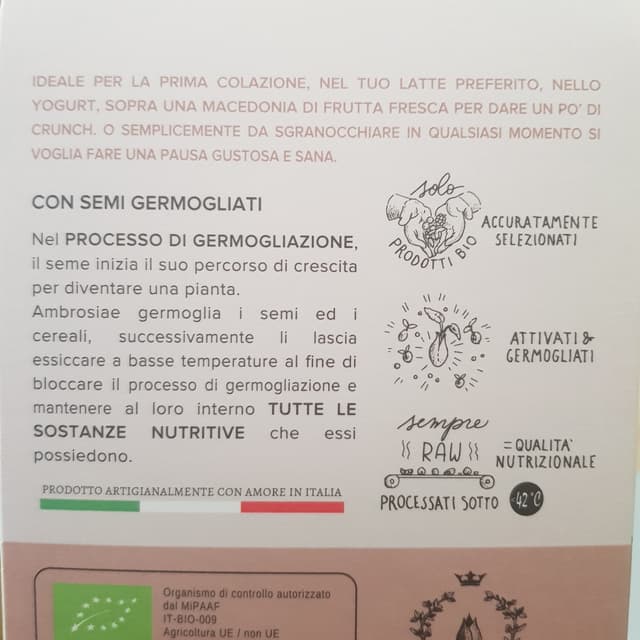 IDEALE PER LA PRIMA COLAZIONE, NEL TUO LATTE PREFERITO, NELLO
YOGURT, SOPRA UNA MACEDONIA DI FRUTTA FRESCA PER DARE UN PO' DI
CRUNCH. O SEMPLICEMENTE DA SGRANOCCHIARE IN QUALSIASI MOMENTO SI
VOGLIA FARE UNA PAUSA GUSTOSA E SANA.
CON SEMI GERMOGLIATI
Nel PROCESSO DI GERMOGLIAZIONE,
il seme inizia il suo percorso di crescita
per diventare una pianta.
Ambrosiae germoglia i semi ed i
cereali, successivamente li lascia
essiccare a basse temperature al fine di
bloccare il processo di germogliazione e
mantenere al loro interno TUTTE LE
SOSTANZE NUTRITIVE che essi
possiedono.
PRODOTTO ARTIGIANALMENTE CON AMORE IN ITALIA
solo
PRODOTTI BIO
ACCURATAMENTE
SELEZIONATI
ATTIVATI &
GERMOGLIATI
sempre
RAW
= QUALITA'
NUTRIZIONALE
PROCESSATI SOTTO 42°C
Organismo di controllo autorizzato
dal MiPAAF
IT-BIO-009
Agricoltura UE / non UE